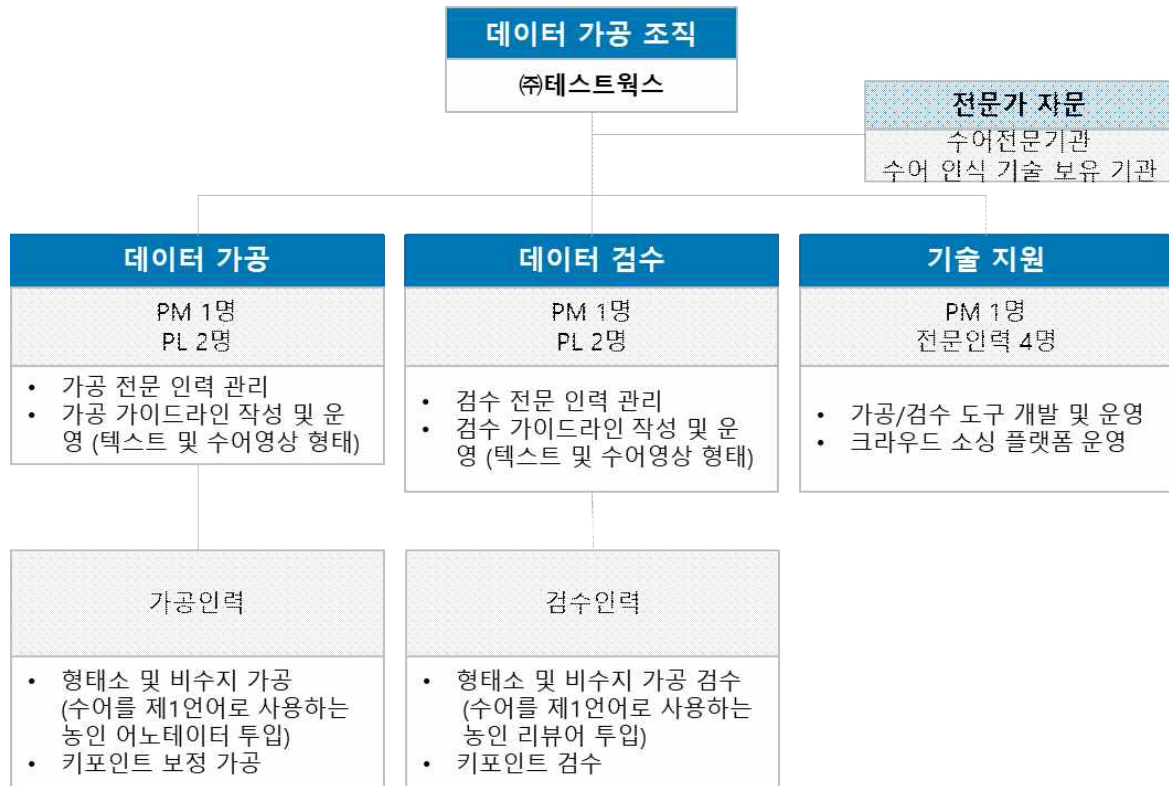 데이터 가공 조직
㈜테스트웍스
전문가 자문
수어전문기관
수어 인식 기술 보유 기관
데이터 가공
PM 1명
PL 2명
• 가공 전문 인력 관리
• 가공 가이드라인 작성 및 운
영 (텍스트 및 수어영상 형태)
데이터 검수
PM 1명
PL 2명
• 검수 전문 인력 관리
• 검수 가이드라인 작성 및 운
영 (텍스트 및 수어영상 형태)
기술 지원
PM 1명
전문인력 4명
• 가공/검수 도구 개발 및 운영
• 크라우드 소싱 플랫폼 운영
가공인력
• 형태소 및 비수지 가공
(수어를 제1언어로 사용하는
농인 어노테이터 투입)
• 키포인트 보정 가공
검수인력
• 형태소 및 비수지 가공 검수
(수어를 제1언어로 사용하는
농인 리뷰어 투입)
• 키포인트 검수